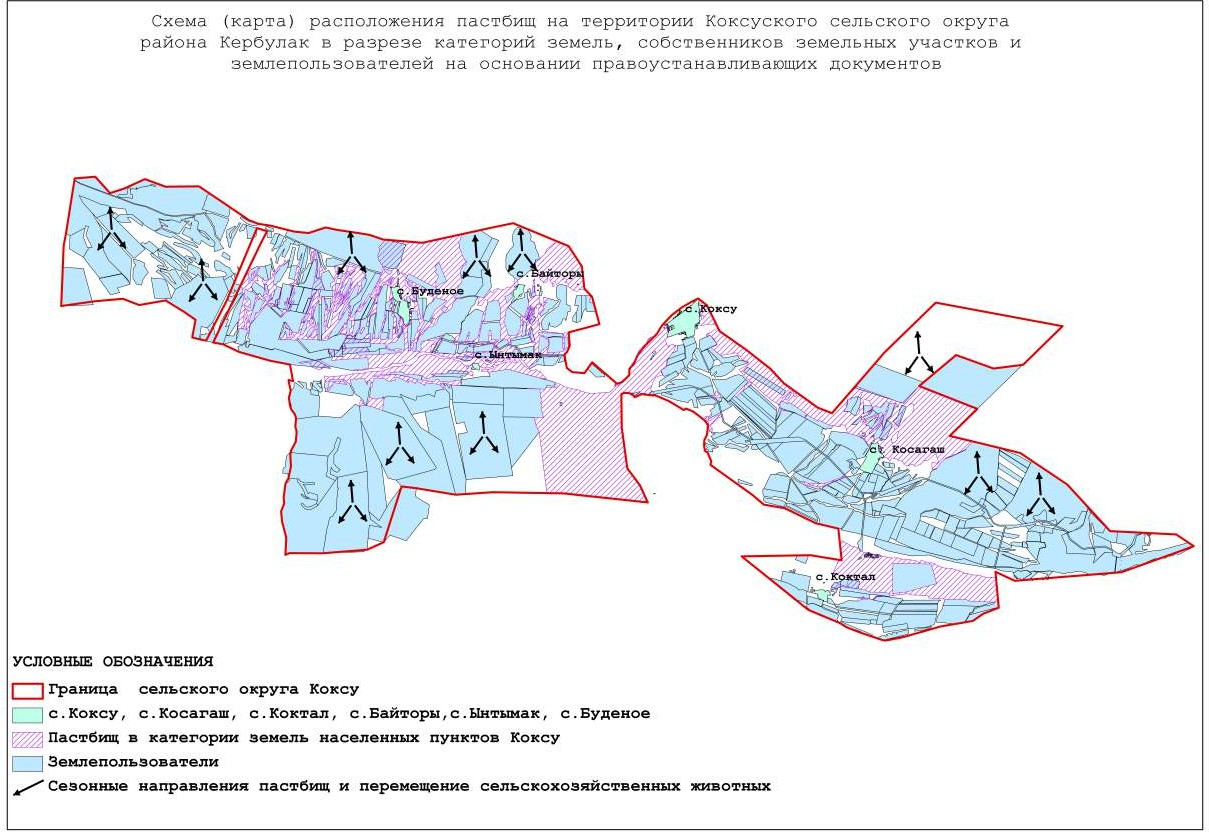 Схема (карта) расположения пастбищ на территории Коксуского сельского округа
района Кербулак в разрезе категорий земель, собственников земельных участков и
землепользователей на основании правоустанавливающих документов
с.Байторы
с.Буденое
с.Коксу
с.Ынтымак
с. Косагаш
с.Коктал
УСЛОВНЫЕ ОБОЗНАЧЕНИЯ
Граница сельского округа Коксу
с.Коксу, с.Косагаш, с.Коктал, с.Байторы,с.Ынтымак, с.Буденое
Пастбищ в категории земель населенных пунктов Коксу
Землепользователи
Сезонные направления пастбищ и перемещение сельскохозяйственных животных